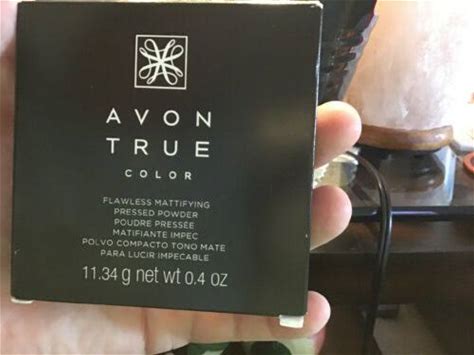 AVON
TRUE
COLOR
FLAWLESS MATTIFYING
PRESSED POWDER
POUDRE PRESSÉE
MATIFIANTE IMPEC
POLVO COMPACTO TONO MATE
PARA LUCIR IMPECABLE
11.34 g net wt 0.4 OZ